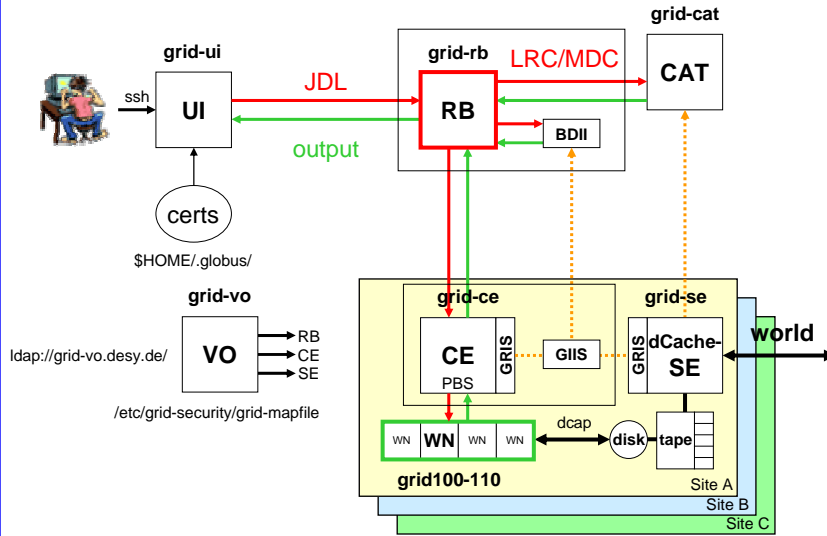 grid-cat
grid-ui
grid-rb
LRC/MDC
CAT
JDL
ssh
UI
RB
BDII
output
certs
$HOME/.globus/
grid-vo
grid-ce
grid-se
RB
ldap://grid-vo.desy.de/
VO
CE
SE
CE
PBS
GRIS
GIIS
GRIS
dCache-
SE
world
/etc/grid-security/grid-mapfile
dcap
WN
WN
WN
WN
disk
tape
grid100-110
Site A
Site B
Site C